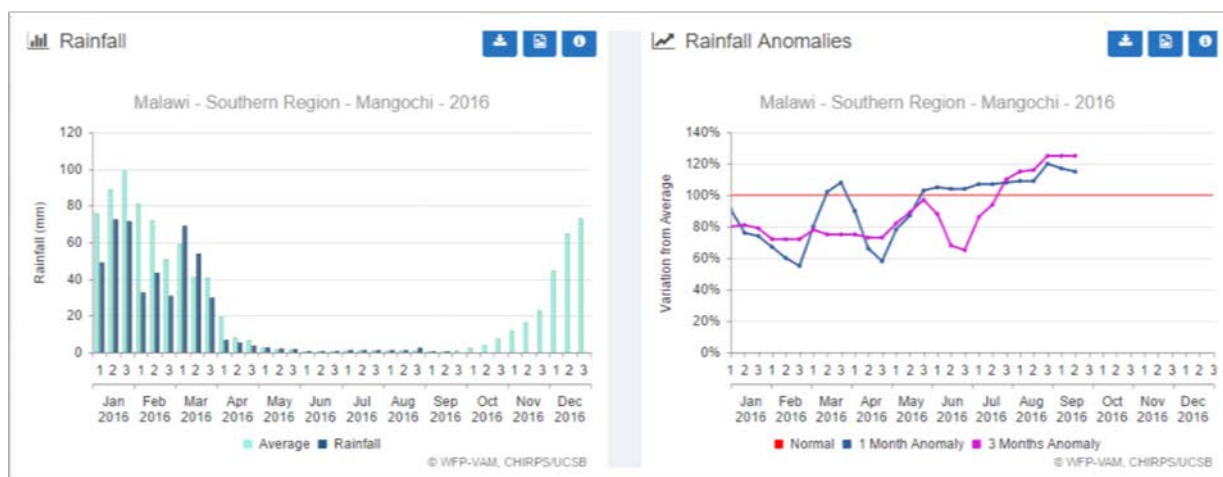 Rainfall
Malawi - Southern Region - Mangochi - 2016
120
100
80
60
40
20
0
Rainfall (mm)
1 2 3 1 2 3 1 2 3 1 2 3 1 2 3 1 2 3 1 2 3 1 2 3 1 2 3 1 2 3 1 2 3 1 2 3
Jan Feb Mar Apr May Jun Jul Aug Sep Oct Nov Dec
2016 2016 2016 2016 2016 2016 2016 2016 2016 2016 2016 2016
Average Rainfall
© WFP-VAM, CHIRPS/UCSB
Rainfall Anomalies
Malawi - Southern Region - Mangochi - 2016
140%
120%
100%
80%
60%
40%
20%
0%
Variation from Average
1 2 3 1 2 3 1 2 3 1 2 3 1 2 3 1 2 3 1 2 3 1 2 3 1 2 3 1 2 3 1 2 3 1 2 3
Jan Feb Mar Apr May Jun Jul Aug Sep Oct Nov Dec
2016 2016 2016 2016 2016 2016 2016 2016 2016 2016 2016 2016
Normal 1 Month Anomaly 3 Months Anomaly
© WFP-VAM, CHIRPS/UCSB